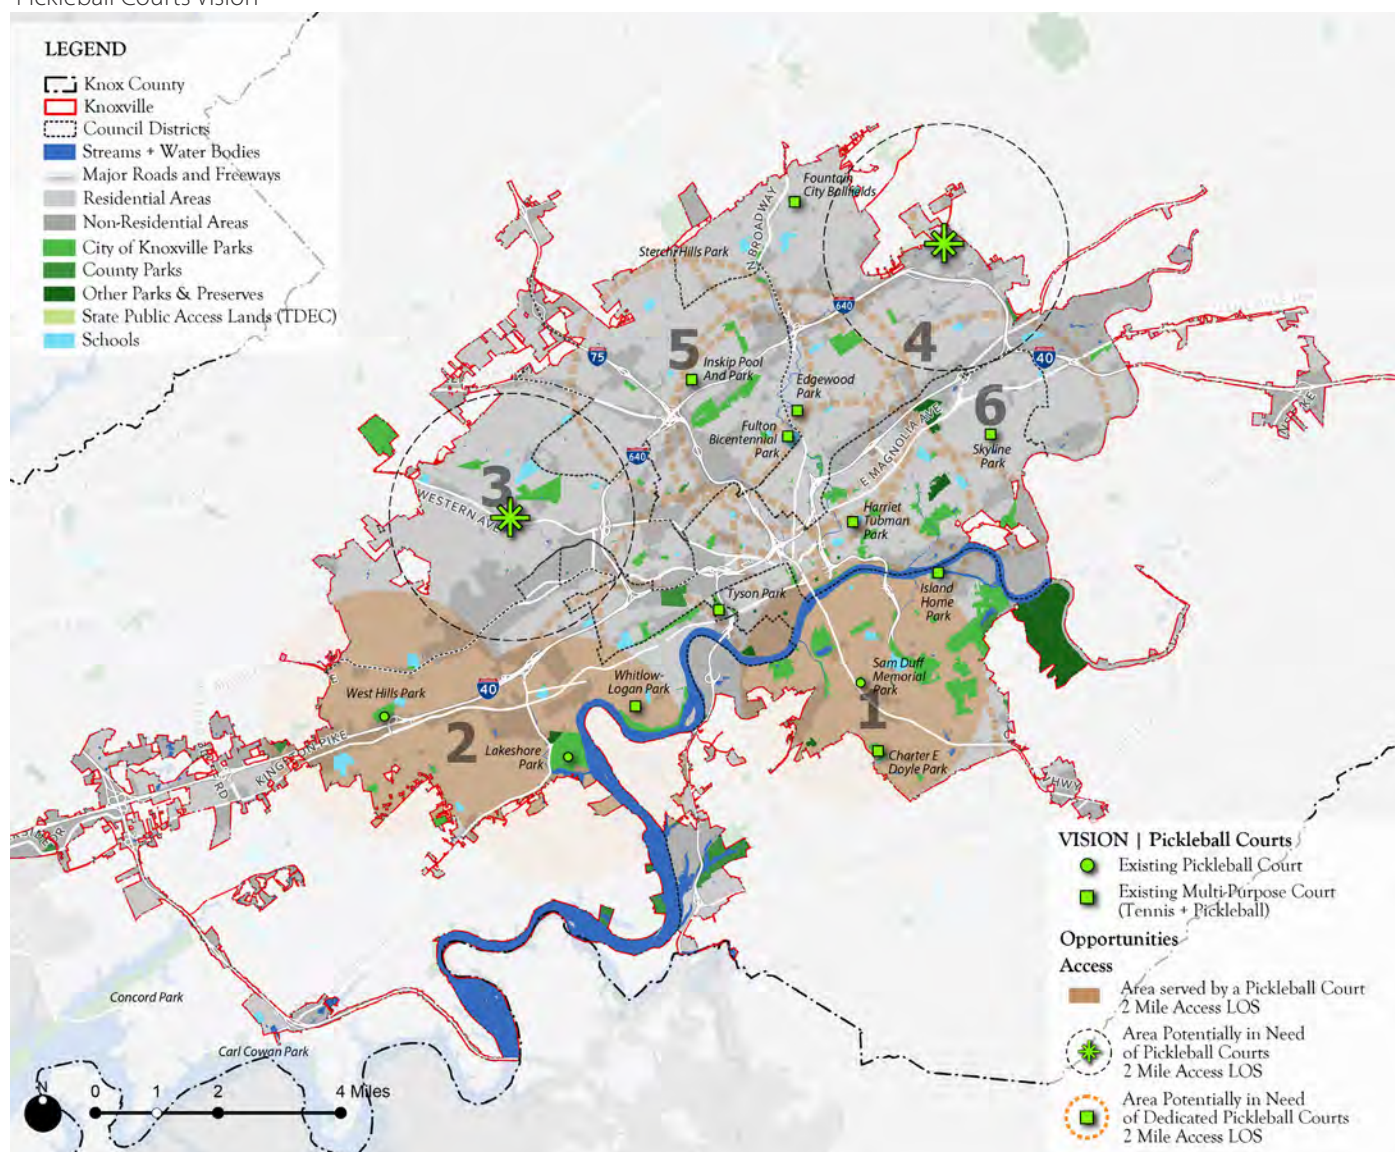 Pickleball Courts Vision
LEGEND
Knox County
Knoxville
Council Districts
Streams + Water Bodies
Major Roads and Freeways
Residential Areas
Non-Residential Areas
City of Knoxville Parks
County Parks
Other Parks & Preserves
State Public Access Lands (TDEC)
Schools
Fountain
City Ballfields
N BROADWAY
Sterchi Hills Park
640
5
4
75
40
Inskip Pool
And Park
Edgewood
Park
6
Fulton
Bicentennial
Park
E MAGNOLIA AVE
Skyline
Park
640
3
WESTERN AVE
Harriet
Tubman
Park
Tyson Park
Island
Home
Park
Sam Duff
Memorial
Park
Whitlow-
Logan Park
West Hills Park
40
1
2
KINGSTON PIKE
Lakeshore
Park
Charter E
Doyle Park
HWY
VISION | Pickleball Courts
Existing Pickleball Court
Existing Multi-Purpose Court
(Tennis + Pickleball)
Opportunities
Access
Area served by a Pickleball Court
2 Mile Access LOS
Area Potentially in Need
of Pickleball Courts
2 Mile Access LOS
Area Potentially in Need
of Dedicated Pickleball Courts
2 Mile Access LOS
Concord Park
Carl Cowan Park
N
0
1
2
4 Miles